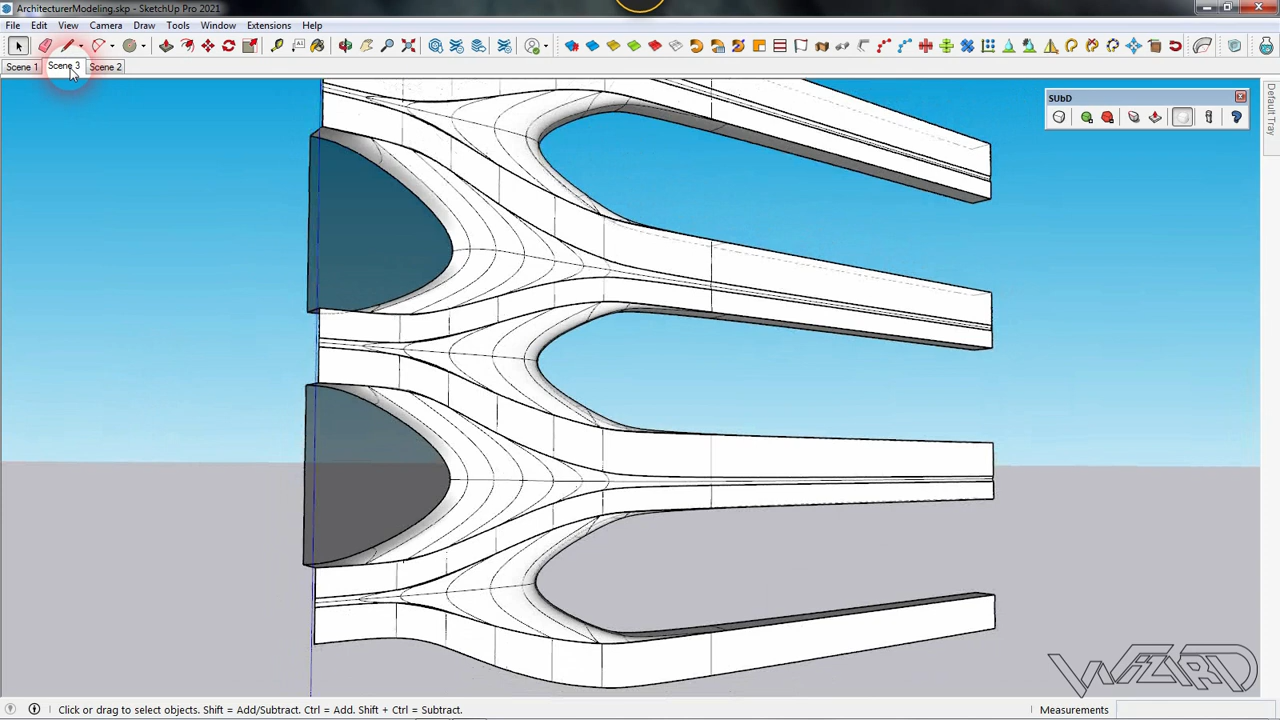 ArchitecturerModeling.skp - SketchUp Pro 2021
File Edit View Camera Draw Tools Window Extensions Help
Scene 1 Scene 3 Scene 2
SUbD
Default Tray
WIZARD
Click or drag to select objects. Shift = Add/Subtract. Ctrl = Add. Shift + Ctrl = Subtract.
Measurements